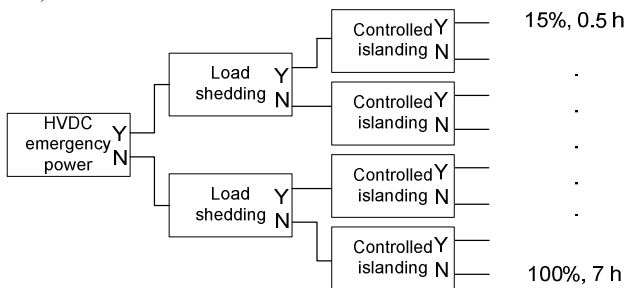 15%, 0.5 h
Controlled Y
islanding N
Load Y
shedding N
Controlled Y
islanding N
HVDC Y
emergency N
power
Controlled Y
islanding N
Load Y
shedding N
Controlled Y
islanding N
100%, 7 h